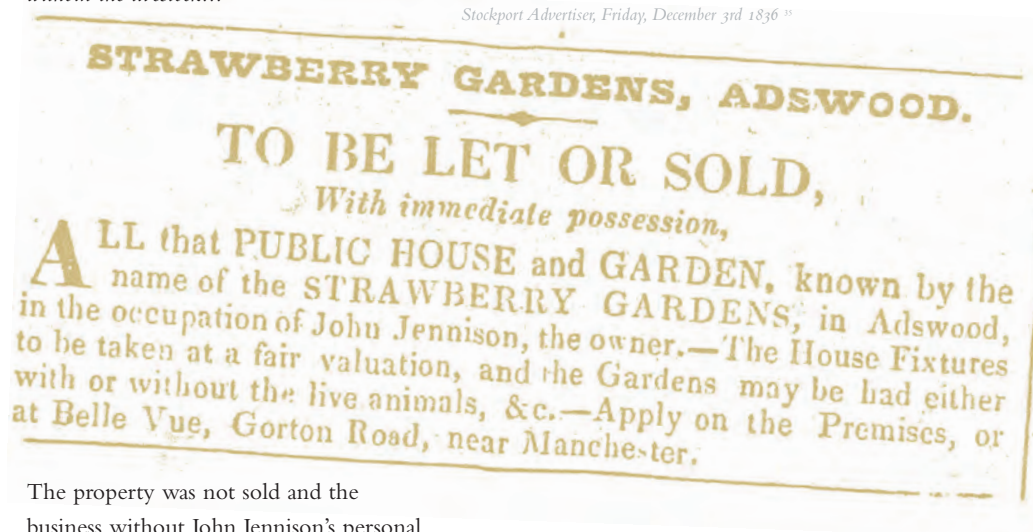 Stockport Advertiser, Friday, December 3rd 1836 35
STRAWBERRY GARDENS, ADSWOOD.
TO BE LET OR SOLD,
With immediate possession,
ALL that PUBLIC HOUSE and GARDEN, known by the
name of the STRAWBERRY GARDENS, in Adswood,
in the occupation of John Jennison, the owner.—The House Fixtures
to be taken at a fair valuation, and the Gardens may be had either
with or without the live animals, &c.—Apply on the Premises, or
at Belle Vue, Gorton Road, near Manchester.
The property was not sold and the
business without John Jennison's personal